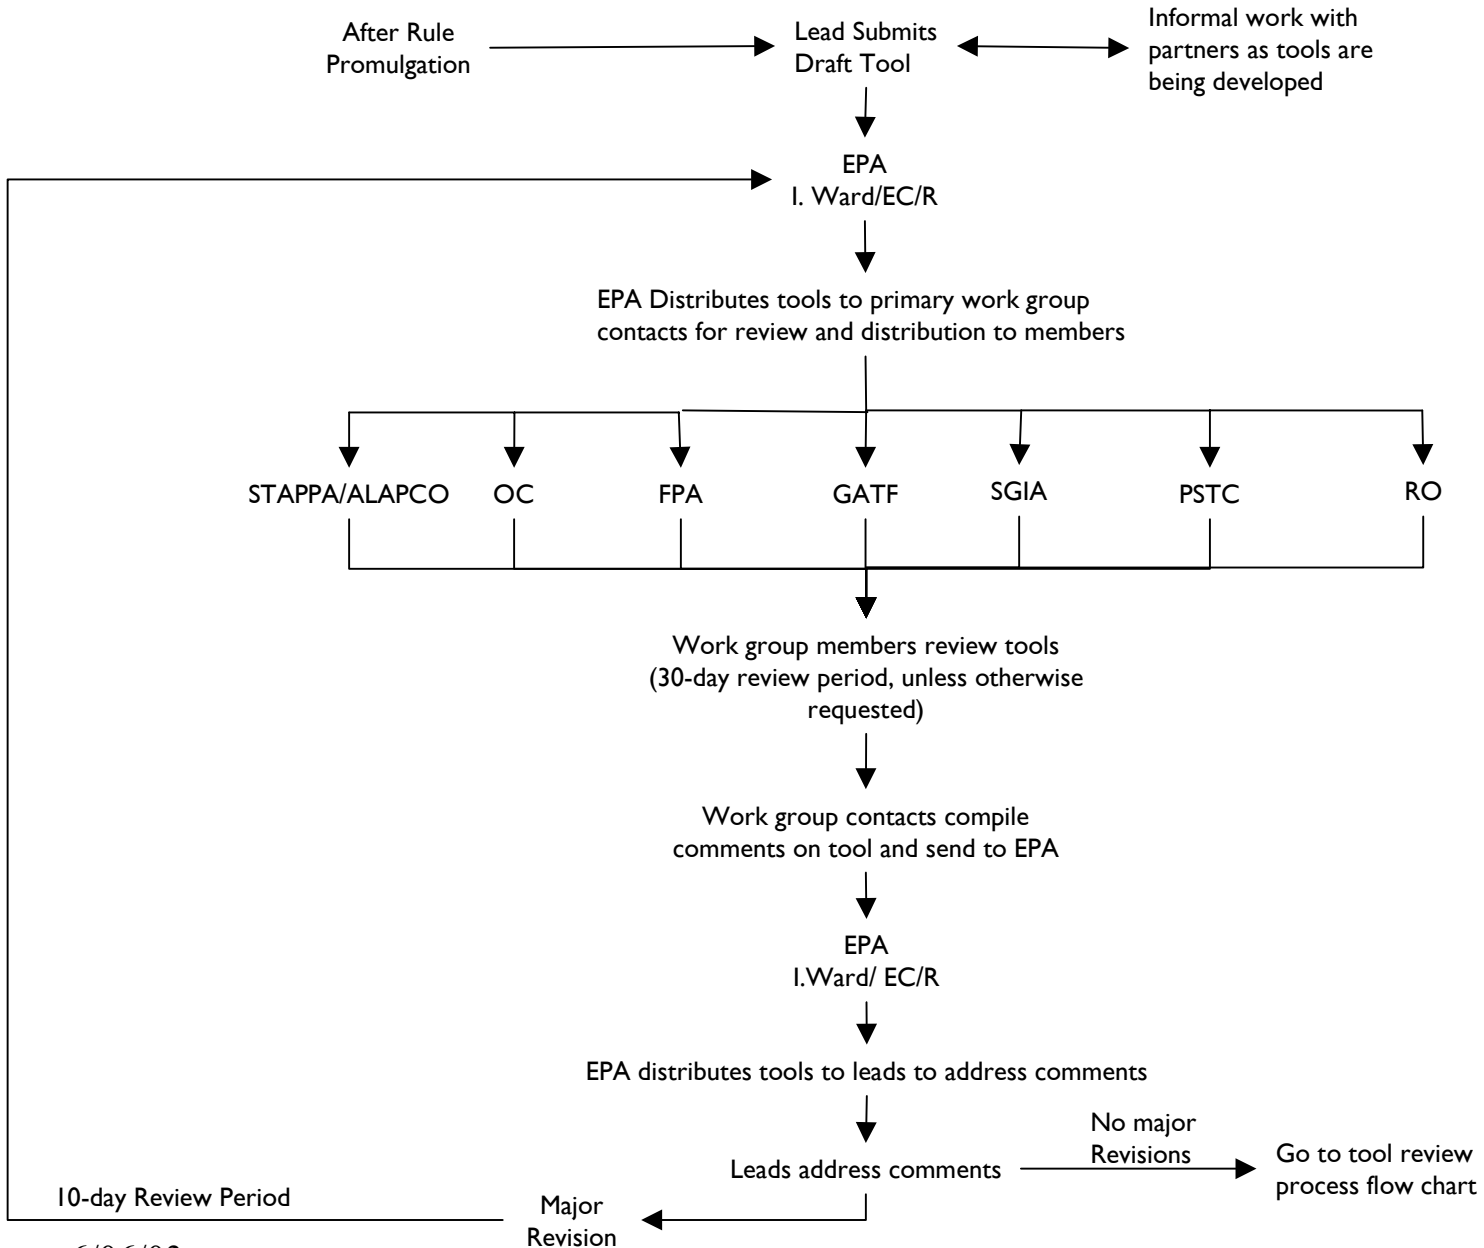 After Rule
Promulgation
Lead Submits
Draft Tool
Informal work with
partners as tools are
being developed
EPA
I. Ward/EC/R
EPA Distributes tools to primary work group
contacts for review and distribution to members
STAPPA/ALAPCO
OC
FPA
GATF
SGIA
PSTC
RO
Work group members review tools
(30-day review period, unless otherwise
requested)
Work group contacts compile
comments on tool and send to EPA
EPA
I.Ward/ EC/R
EPA distributes tools to leads to address comments
Leads address comments
No major
Revisions
Go to tool review
process flow chart
Major
Revision
10-day Review Period